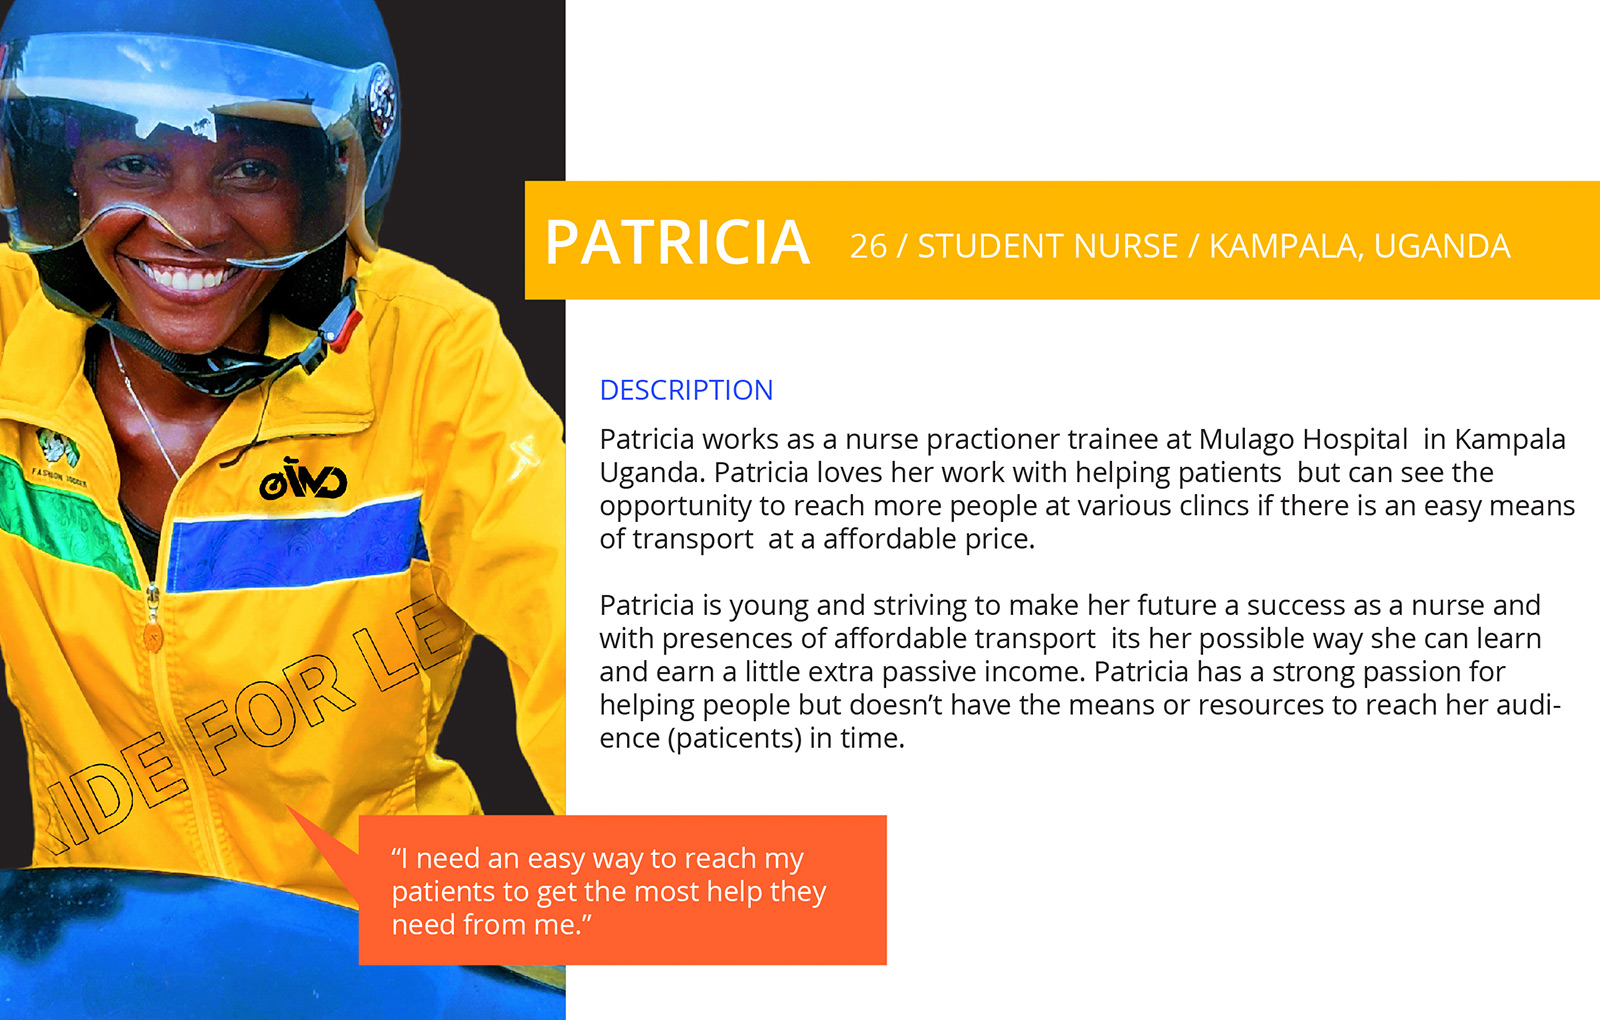 PATRICIA 26 / STUDENT NURSE / KAMPALA, UGANDA
DESCRIPTION
Patricia works as a nurse practioner trainee at Mulago Hospital  in Kampala
Uganda. Patricia loves her work with helping patients  but can see the
opportunity to reach more people at various clincs if there is an easy means
of transport  at a affordable price.
Patricia is young and striving to make her future a success as a nurse and
with presences of affordable transport  its her possible way she can learn
and earn a little extra passive income. Patricia has a strong passion for
helping people but doesn’t have the means or resources to reach her audi-
ence (paticents) in time.
“I need an easy way to reach my
patients to get the most help they
need from me.”
RIDE FOR LE